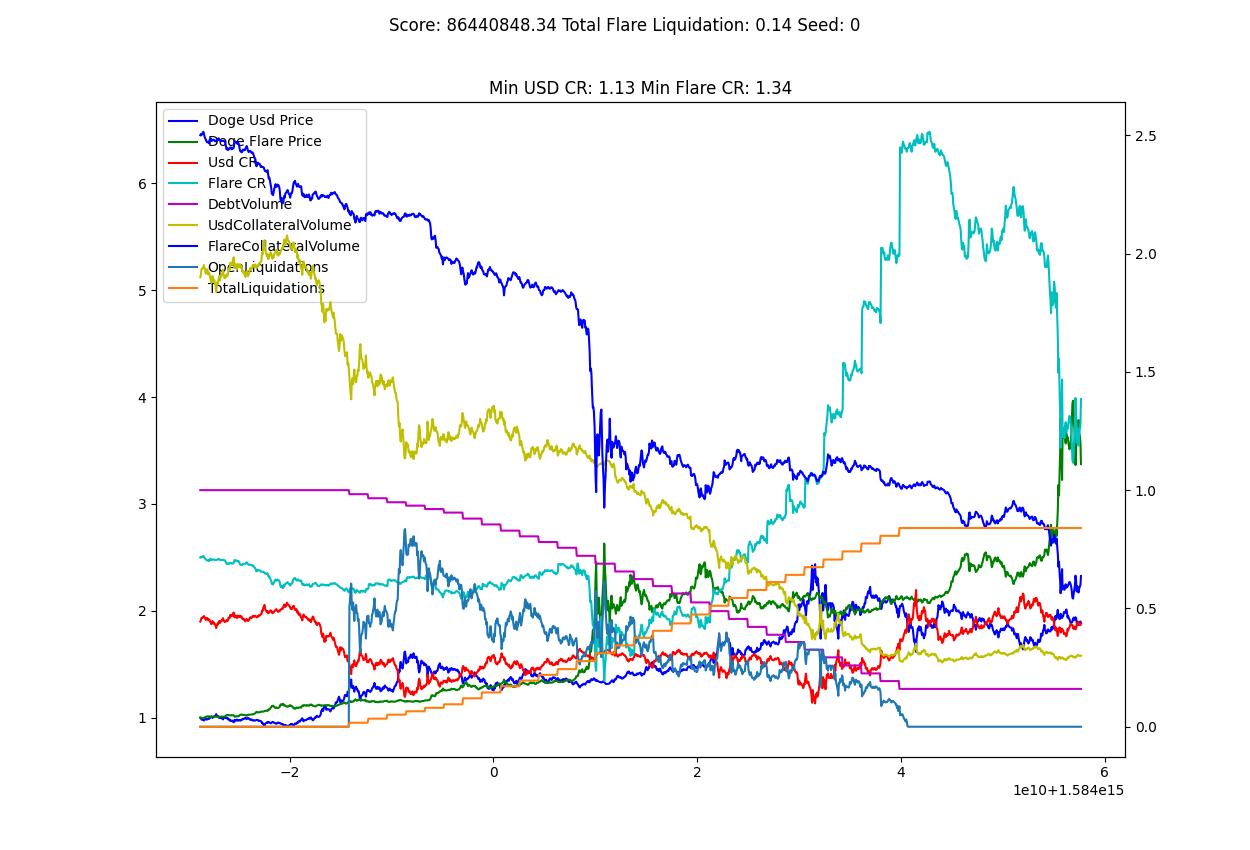 Score: 86440848.34 Total Flare Liquidation: 0.14 Seed: 0
Min USD CR: 1.13 Min Flare CR: 1.34
Doge Usd Price
Doge Flare Price
Usd CR
Flare CR
DebtVolume
UsdCollateralVolume
FlareCollateralVolume
OpenLiquidations
TotalLiquidations
6
5
4
3
2
1
2.5
2.0
1.5
1.0
0.5
0.0
−2
0
2
4
6
1e10+1.584e15